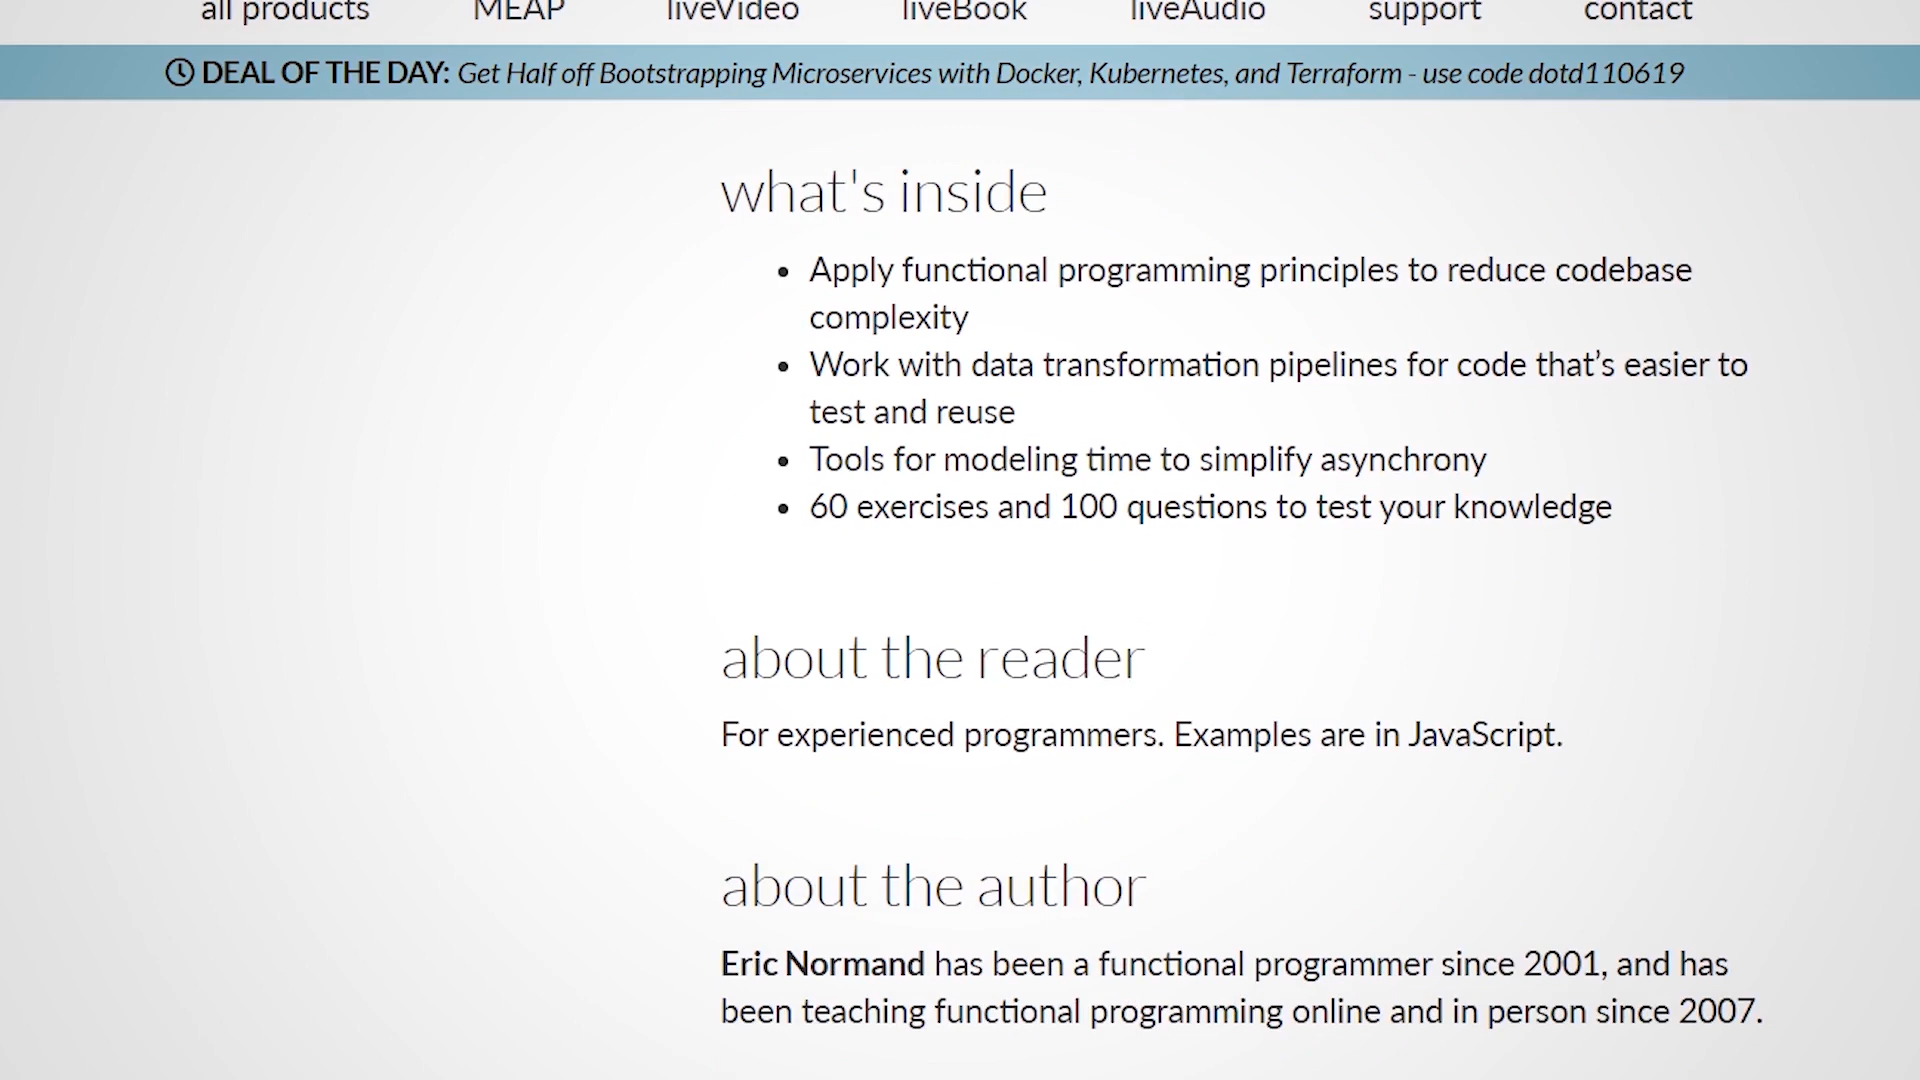 all products MEAP liveVideo liveBook liveAudio support contact
DEAL OF THE DAY: Get Half off Bootstrapping Microservices with Docker, Kubernetes, and Terraform - use code dotd110619
what's inside
• Apply functional programming principles to reduce codebase
complexity
• Work with data transformation pipelines for code that’s easier to
test and reuse
• Tools for modeling time to simplify asynchrony
• 60 exercises and 100 questions to test your knowledge
about the reader
For experienced programmers. Examples are in JavaScript.
about the author
Eric Normand has been a functional programmer since 2001, and has
been teaching functional programming online and in person since 2007.